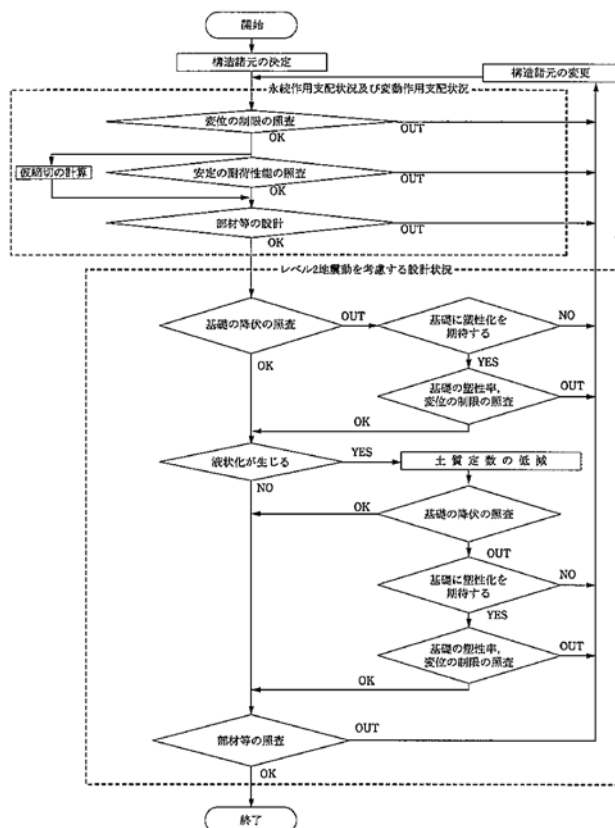 開始
構造諸元の決定
構造諸元の変更
永続作用支配状況及び変動作用支配状況
変位の制限の照査
OUT
OK
仮締切の計算
安定の耐荷性能の照査
OUT
OK
部材等の設計
OUT
OK
レベル2地震動を考慮する設計状況
基礎の降伏の照査
OUT
基礎に塑性化を
期待する
NO
YES
OK
基礎の塑性率,
変位の制限の照査
OUT
OK
液状化が生じる
YES
土質定数の低減
NO
OK
基礎の降伏の照査
OUT
基礎に塑性化を
期待する
NO
YES
基礎の塑性率,
変位の制限の照査
OUT
OK
部材等の照査
OUT
OK
終了